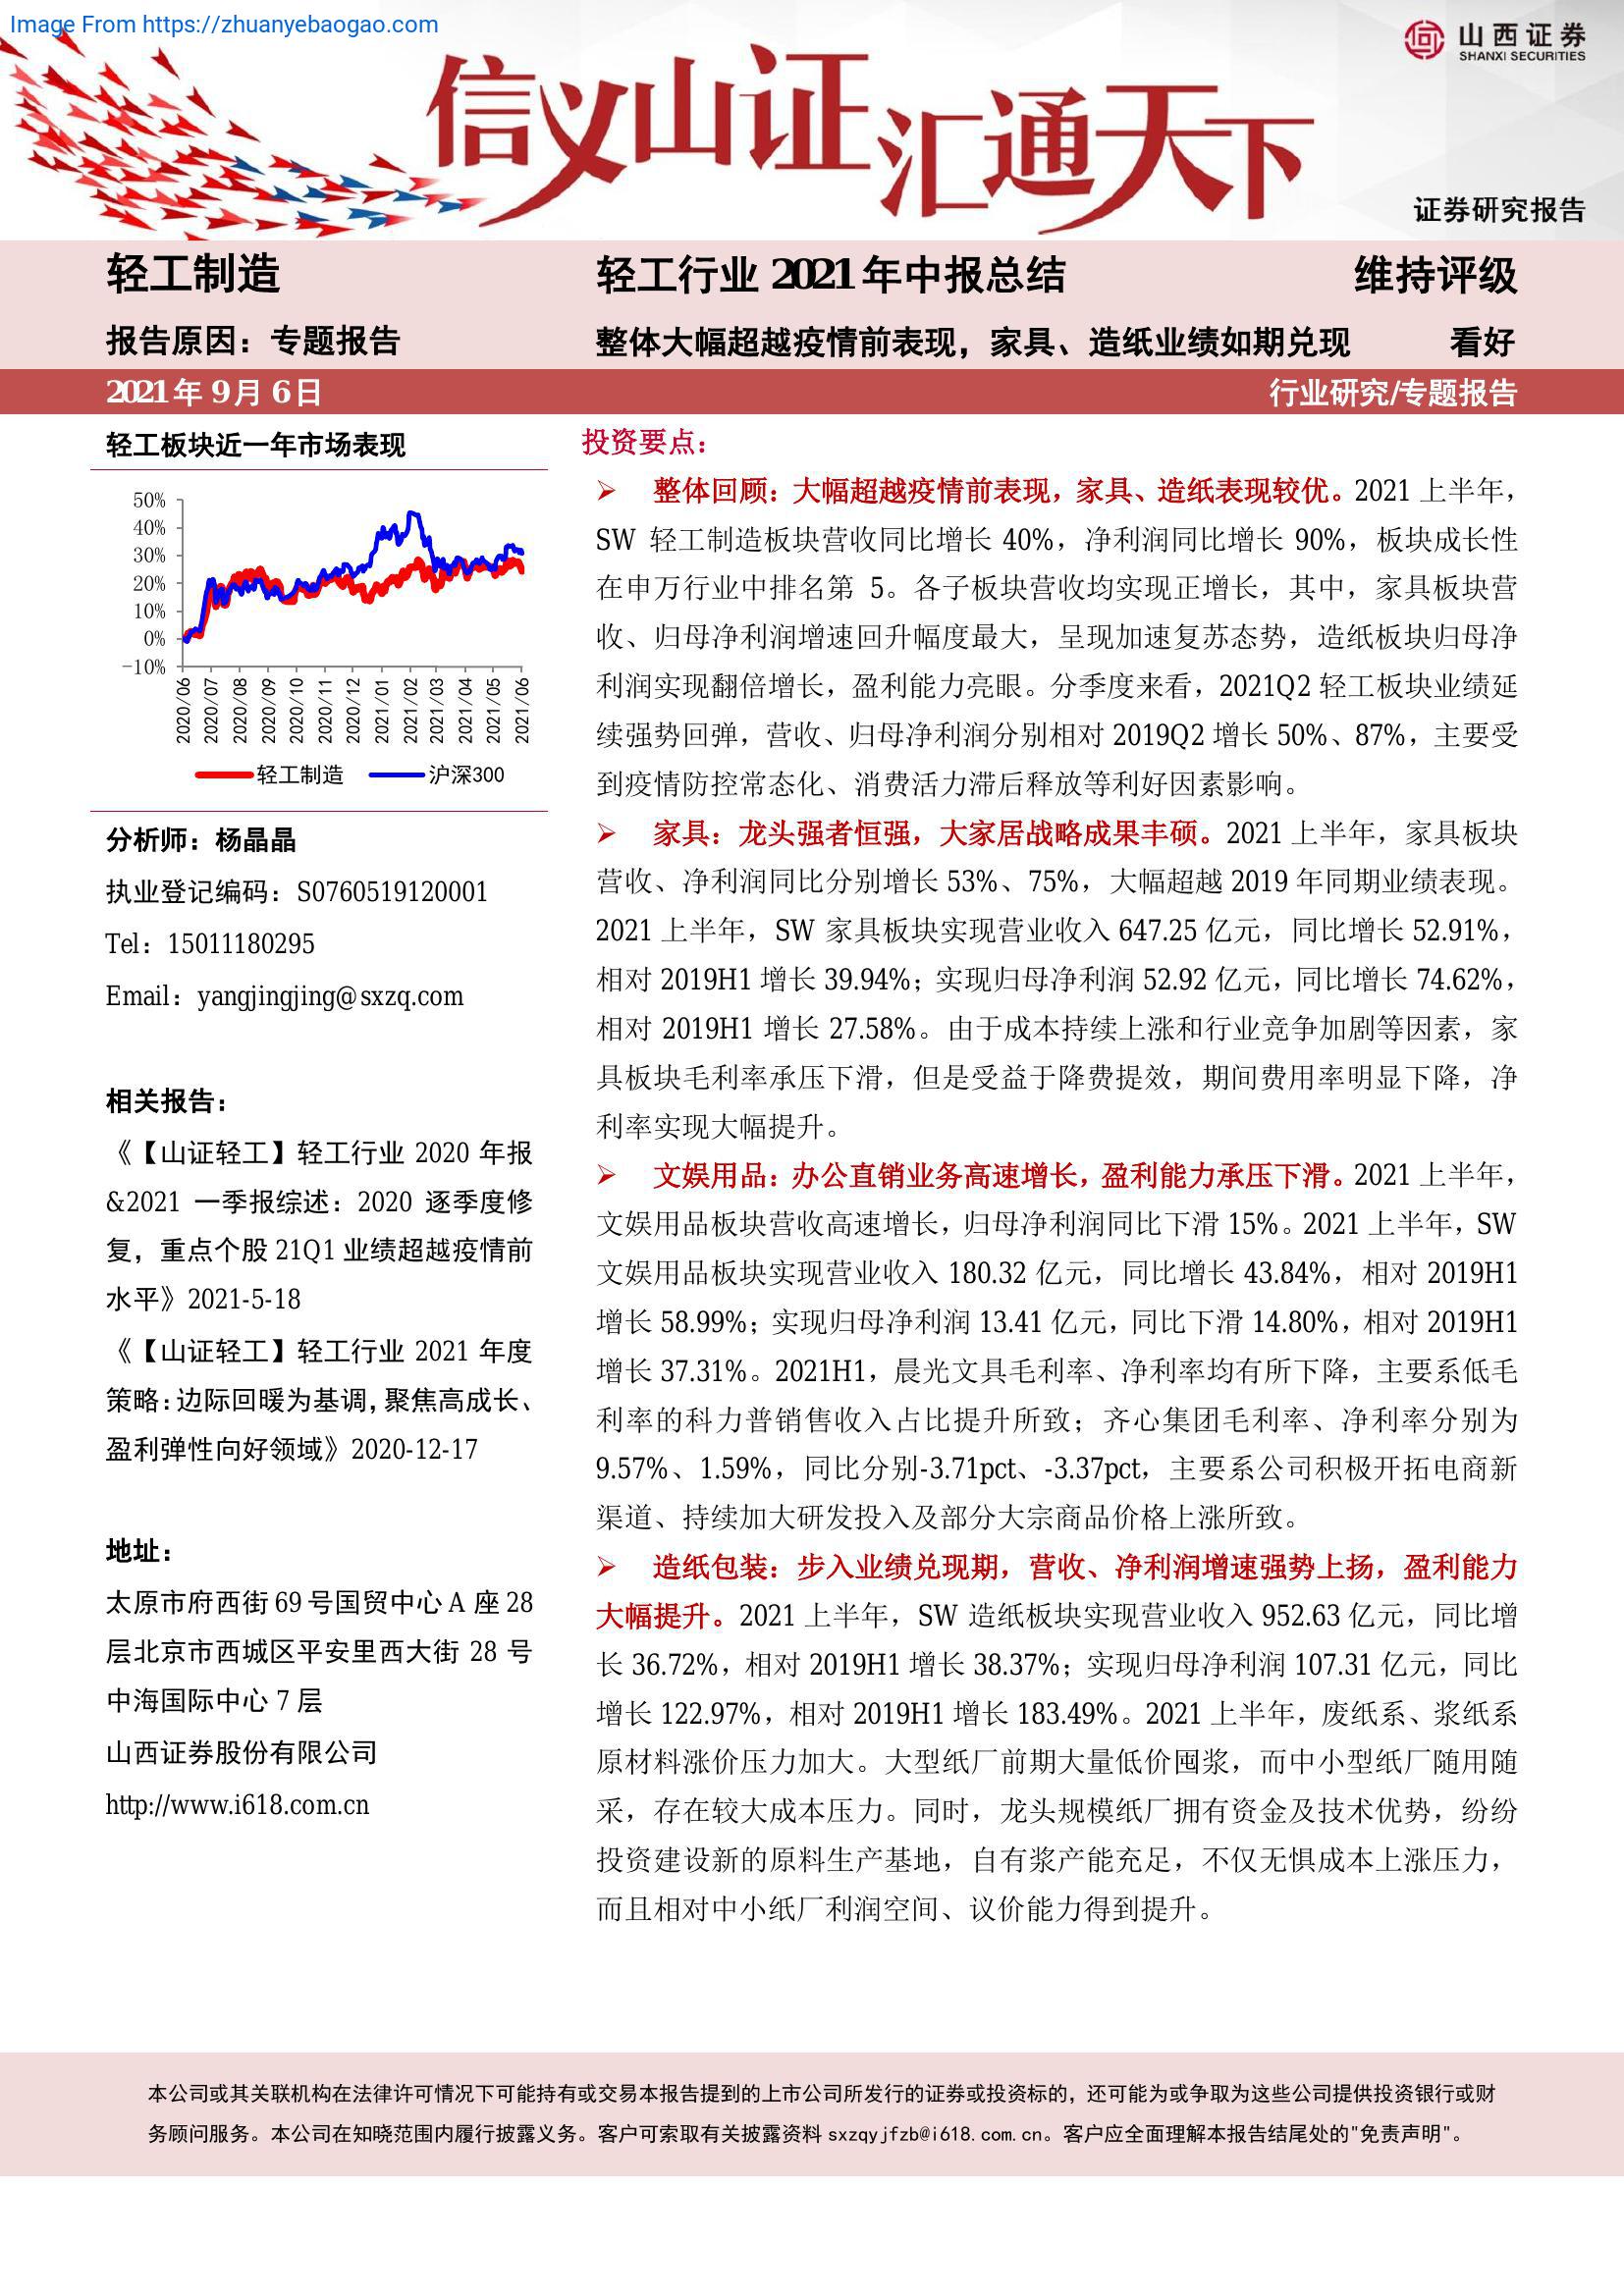 Image From https://zhuanyebaogao.com
山西证券
SHANXI SECURITIES
信义山证汇通天下
证券研究报告
轻工制造
轻工行业 2021 年中报总结
维持评级
报告原因：专题报告
整体大幅超越疫情前表现，家具、造纸业绩如期兑现
看好
2021 年 9 月 6 日
行业研究/专题报告
轻工板块近一年市场表现
50%
40%
30%
20%
10%
0%
-10%
2020/06
2020/07
2020/08
2020/09
2020/10
2020/11
2020/12
2021/01
2021/02
2021/03
2021/04
2021/05
2021/06
轻工制造
沪深300
分析师：杨晶晶
执业登记编码：S0760519120001
Tel：15011180295
Email：yangjingjing@sxzq.com
相关报告：
《【山证轻工】轻工行业 2020 年报
&2021 一季报综述：2020 逐季度修
复，重点个股 21Q1 业绩超越疫情前
水平》2021-5-18
《【山证轻工】轻工行业 2021 年度
策略：边际回暖为基调，聚焦高成长、
盈利弹性向好领域》2020-12-17
地址：
太原市府西街 69 号国贸中心 A 座 28
层北京市西城区平安里西大街 28 号
中海国际中心 7 层
山西证券股份有限公司
http://www.i618.com.cn
投资要点：
➢ 整体回顾：大幅超越疫情前表现，家具、造纸表现较优。2021 上半年，
SW 轻工制造板块营收同比增长 40%，净利润同比增长 90%，板块成长性
在申万行业中排名第 5。各子板块营收均实现正增长，其中，家具板块营
收、归母净利润增速回升幅度最大，呈现加速复苏态势，造纸板块归母净
利润实现翻倍增长，盈利能力亮眼。分季度来看，2021Q2 轻工板块业绩延
续强势回弹，营收、归母净利润分别相对 2019Q2 增长 50%、87%，主要受
到疫情防控常态化、消费活力滞后释放等利好因素影响。
➢ 家具：龙头强者恒强，大家居战略成果丰硕。2021 上半年，家具板块
营收、净利润同比分别增长 53%、75%，大幅超越 2019 年同期业绩表现。
2021 上半年，SW 家具板块实现营业收入 647.25 亿元，同比增长 52.91%，
相对 2019H1 增长 39.94%；实现归母净利润 52.92 亿元，同比增长 74.62%，
相对 2019H1 增长 27.58%。由于成本持续上涨和行业竞争加剧等因素，家
具板块毛利率承压下滑，但是受益于降费提效，期间费用率明显下降，净
利率实现大幅提升。
➢ 文娱用品：办公直销业务高速增长，盈利能力承压下滑。2021 上半年，
文娱用品板块营收高速增长，归母净利润同比下滑 15%。2021 上半年，SW
文娱用品板块实现营业收入 180.32 亿元，同比增长 43.84%，相对 2019H1
增长 58.99%；实现归母净利润 13.41 亿元，同比下滑 14.80%，相对 2019H1
增长 37.31%。2021H1，晨光文具毛利率、净利率均有所下降，主要系低毛
利率的科力普销售收入占比提升所致；齐心集团毛利率、净利率分别为
9.57%、1.59%，同比分别-3.71pct、-3.37pct，主要系公司积极开拓电商新
渠道、持续加大研发投入及部分大宗商品价格上涨所致。
➢ 造纸包装：步入业绩兑现期，营收、净利润增速强势上扬，盈利能力
大幅提升。2021 上半年，SW 造纸板块实现营业收入 952.63 亿元，同比增
长 36.72%，相对 2019H1 增长 38.37%；实现归母净利润 107.31 亿元，同比
增长 122.97%，相对 2019H1 增长 183.49%。2021 上半年，废纸系、浆纸系
原材料涨价压力加大。大型纸厂前期大量低价囤浆，而中小型纸厂随用随
采，存在较大成本压力。同时，龙头规模纸厂拥有资金及技术优势，纷纷
投资建设新的原料生产基地，自有浆产能充足，不仅无惧成本上涨压力，
而且相对中小纸厂利润空间、议价能力得到提升。
本公司或其关联机构在法律许可情况下可能持有或交易本报告提到的上市公司所发行的证券或投资标的，还可能为或争取为这些公司提供投资银行或财
务顾问服务。本公司在知晓范围内履行披露义务。客户可索取有关披露资料 sxzqyjfzb@i618.com.cn。客户应全面理解本报告结尾处的"免责声明"。